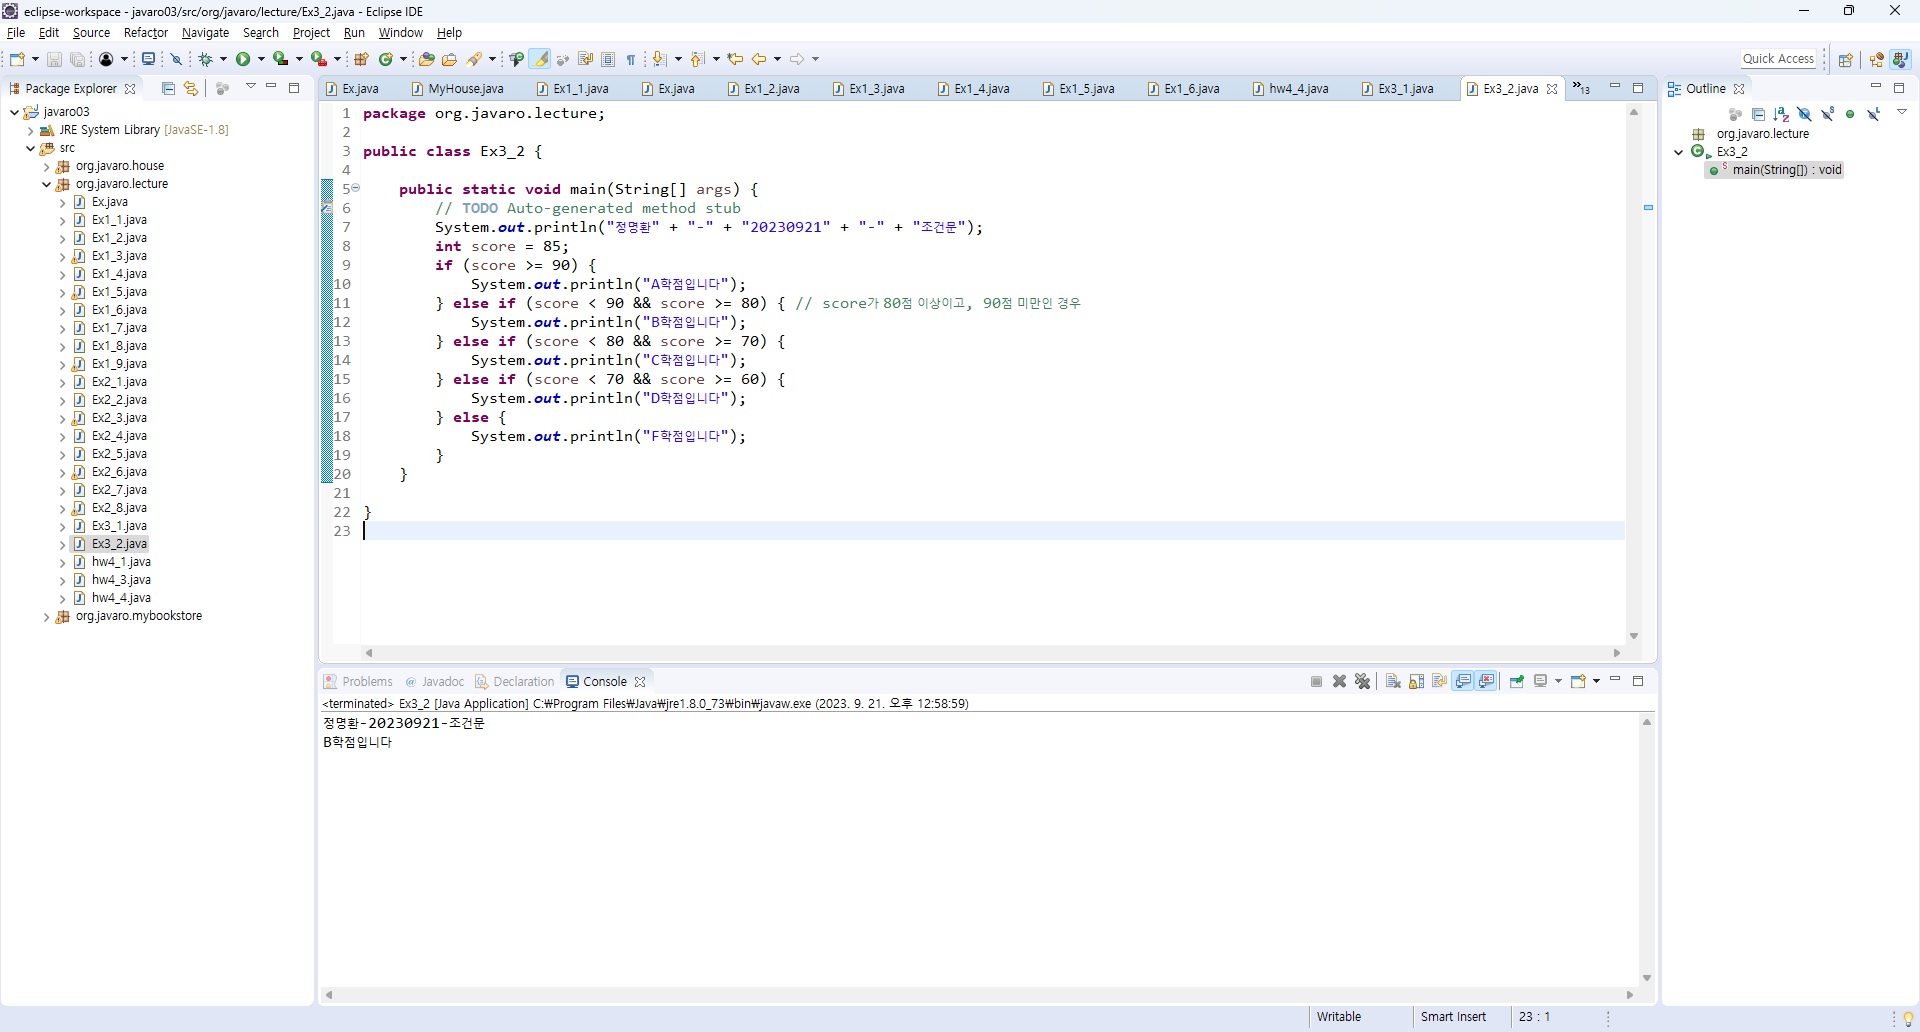 eclipse-workspace - javaro03/src/org/javaro/lecture/Ex3_2.java - Eclipse IDE
File Edit Source Refactor Navigate Search Project Run Window Help
Quick Access
Package Explorer
javaro03
JRE System Library [JavaSE-1.8]
src
org.javaro.house
org.javaro.lecture
Ex.java
Ex1_1.java
Ex1_2.java
Ex1_3.java
Ex1_4.java
Ex1_5.java
Ex1_6.java
Ex1_7.java
Ex1_8.java
Ex1_9.java
Ex2_1.java
Ex2_2.java
Ex2_3.java
Ex2_4.java
Ex2_5.java
Ex2_6.java
Ex2_7.java
Ex2_8.java
Ex3_1.java
Ex3_2.java
hw4_1.java
hw4_3.java
hw4_4.java
org.javaro.mybookstore
Ex.java MyHouse.java Ex1_1.java Ex.java Ex1_2.java Ex1_3.java Ex1_4.java Ex1_5.java Ex1_6.java hw4_4.java Ex3_1.java Ex3_2.java »13
1 package org.javaro.lecture;
2
3 public class Ex3_2 {
4
5 public static void main(String[] args) {
6 // TODO Auto-generated method stub
7 System.out.println("정명환" + "-" + "20230921" + "-" + "조건문");
8 int score = 85;
9 if (score >= 90) {
10 System.out.println("A학점입니다");
11 } else if (score < 90 && score >= 80) { // score가 80점 이상이고, 90점 미만인 경우
12 System.out.println("B학점입니다");
13 } else if (score < 80 && score >= 70) {
14 System.out.println("C학점입니다");
15 } else if (score < 70 && score >= 60) {
16 System.out.println("D학점입니다");
17 } else {
18 System.out.println("F학점입니다");
19 }
20 }
21
22 }
23
Problems @ Javadoc Declaration Console
<terminated> Ex3_2 [Java Application] C:₩Program Files₩Java₩jre1.8.0_73₩bin₩javaw.exe (2023. 9. 21. 오후 12:58:59)
정명환-20230921-조건문
B학점입니다
Outline
org.javaro.lecture
Ex3_2
main(String[]) : void
Writable Smart Insert 23 : 1